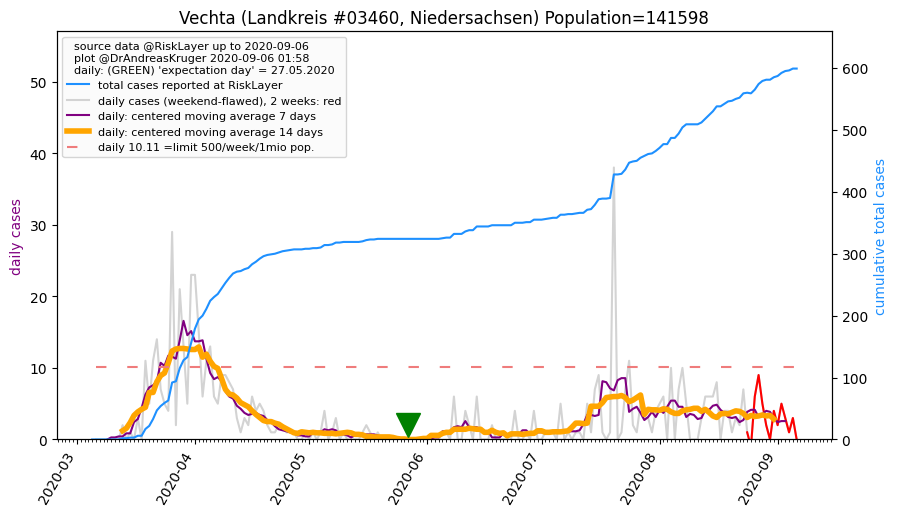 Vechta (Landkreis #03460, Niedersachsen) Population=141598
source data @RiskLayer up to 2020-09-06
plot @DrAndreasKruger 2020-09-06 01:58
daily: (GREEN) 'expectation day' = 27.05.2020
total cases reported at RiskLayer
daily cases (weekend-flawed), 2 weeks: red
daily: centered moving average 7 days
daily: centered moving average 14 days
daily 10.11 =limit 500/week/1mio pop.
daily cases
50
40
30
20
10
0
cumulative total cases
600
500
400
300
200
100
0
2020-03
2020-04
2020-05
2020-06
2020-07
2020-08
2020-09